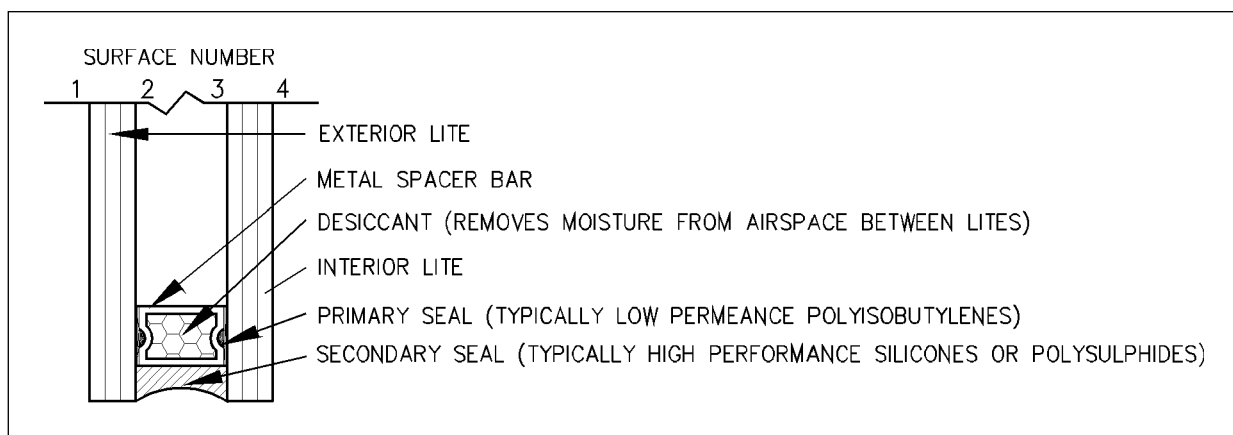 SURFACE NUMBER
1 2 3 4
EXTERIOR LITE
METAL SPACER BAR
DESICCANT (REMOVES MOISTURE FROM AIRSPACE BETWEEN LITES)
INTERIOR LITE
PRIMARY SEAL (TYPICALLY LOW PERMEANCE POLYISOBUTYLENES)
SECONDARY SEAL (TYPICALLY HIGH PERFORMANCE SILICONES OR POLYSULPHIDES)